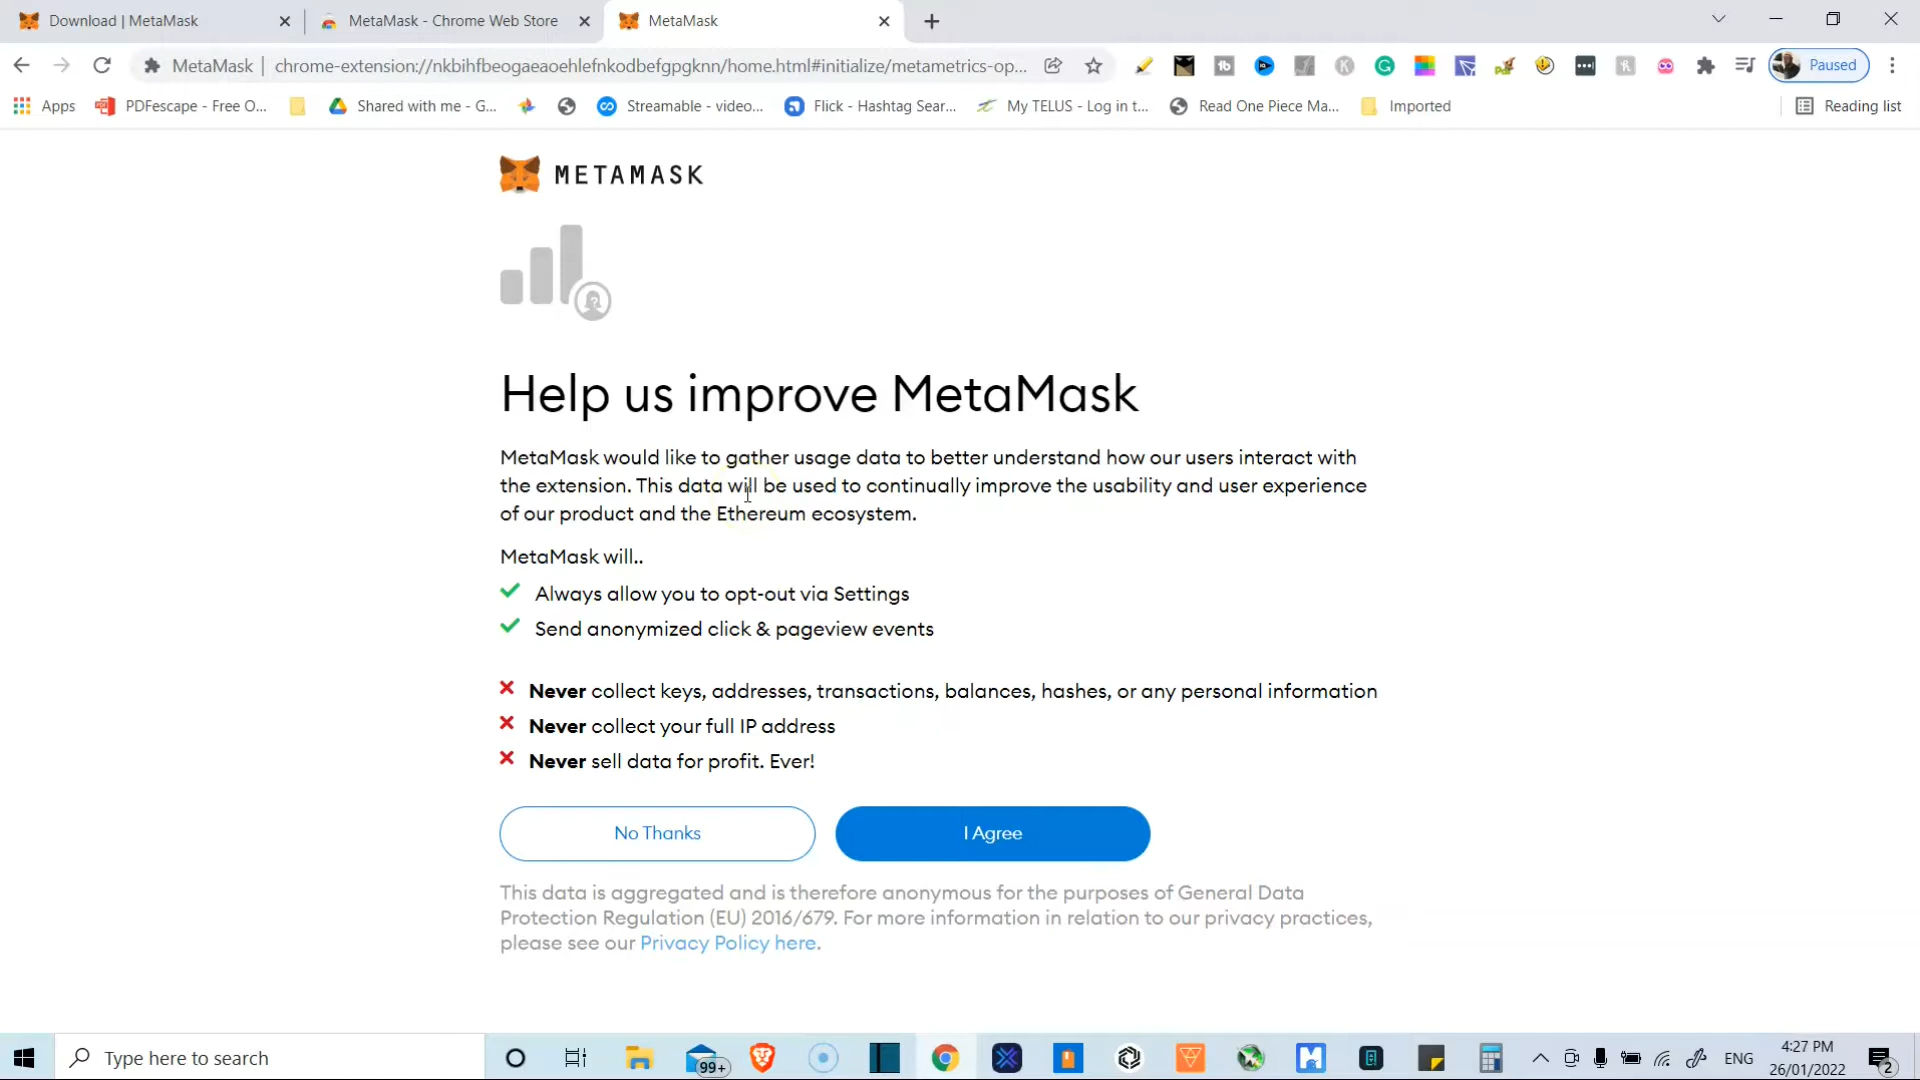 Download | MetaMask
MetaMask - Chrome Web Store
MetaMask
MetaMask | chrome-extension://nkbihfbeogaeaoehlefnkodbefgpgknn/home.html#initialize/metametrics-op...
Paused
Apps
PDFescape - Free O...
Shared with me - G...
Streamable - video...
Flick - Hashtag Sear...
My TELUS - Log in t...
Read One Piece Ma...
Imported
Reading list
METAMASK
Help us improve MetaMask
MetaMask would like to gather usage data to better understand how our users interact with
the extension. This data will be used to continually improve the usability and user experience
of our product and the Ethereum ecosystem.
MetaMask will..
Always allow you to opt-out via Settings
Send anonymized click & pageview events
Never collect keys, addresses, transactions, balances, hashes, or any personal information
Never collect your full IP address
Never sell data for profit. Ever!
No Thanks
I Agree
This data is aggregated and is therefore anonymous for the purposes of General Data
Protection Regulation (EU) 2016/679. For more information in relation to our privacy practices,
please see our Privacy Policy here.
Type here to search
99+
ENG
4:27 PM
26/01/2022
2